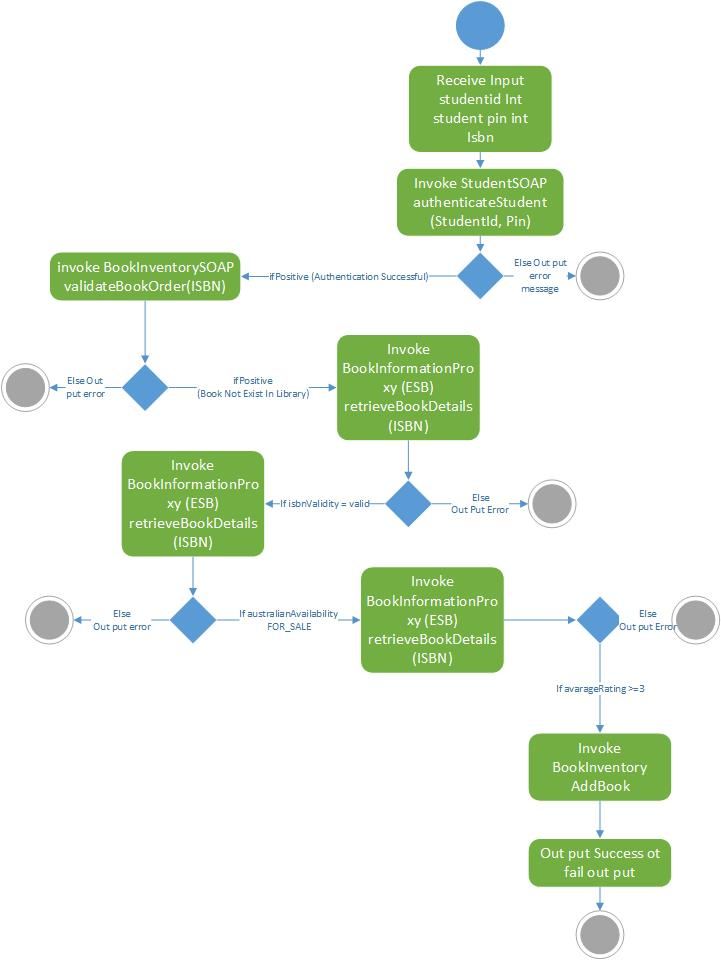 Receive Input
studentid Int
student pin int
Isbn
Invoke StudentSOAP
authenticateStudent
(StudentId, Pin)
invoke BookInventorySOAP
validateBookOrder(ISBN)
ifPositive (Authentication Successful)
Else Out put
error
message
Else Out
put error
ifPositive
(Book Not Exist In Library)
Invoke
BookInformationPro
xy (ESB)
retrieveBookDetails
(ISBN)
Invoke
BookInformationPro
xy (ESB)
retrieveBookDetails
(ISBN)
If isbnValidity = valid
Else
Out Put Error
Else
Out put error
If australianAvailability
FOR_SALE
Invoke
BookInformationPro
xy (ESB)
retrieveBookDetails
(ISBN)
Else
Out put Error
If avarageRating >=3
Invoke
BookInventory
AddBook
Out put Success ot
fail out put